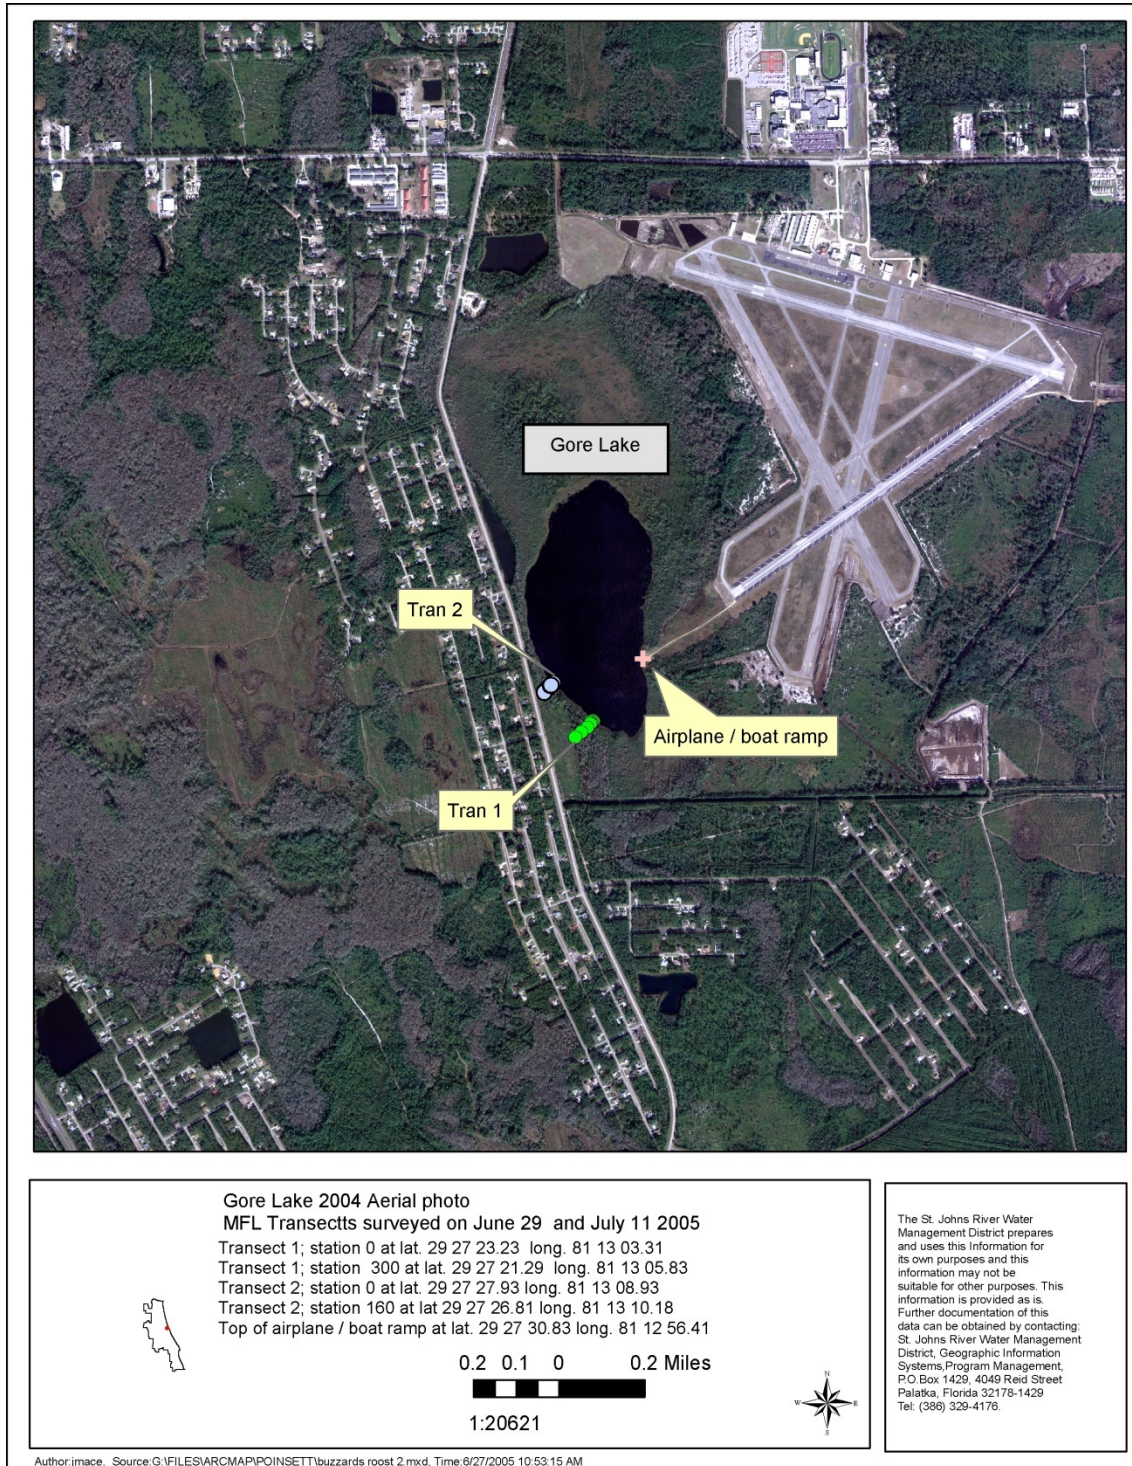 Gore Lake
Tran 2
Airplane / boat ramp
Tran 1
Gore Lake 2004 Aerial photo
MFL Transectts surveyed on June 29 and July 11 2005
Transect 1; station 0 at lat. 29 27 23.23 long. 81 13 03.31
Transect 1; station 300 at lat. 29 27 21.29 long. 81 13 05.83
Transect 2; station 0 at lat. 29 27 27.93 long. 81 13 08.93
Transect 2; station 160 at lat 29 27 26.81 long. 81 13 10.18
Top of airplane / boat ramp at lat. 29 27 30.83 long. 81 12 56.41
0.2 0.1 0 0.2 Miles
1:20621
N
W E
S
The St. Johns River Water
Management District prepares
and uses this Information for
its own purposes and this
information may not be
suitable for other purposes. This
information is provided as is.
Further documentation of this
data can be obtained by contacting:
St. Johns River Water Management
District, Geographic Information
Systems,Program Management,
P.O.Box 1429, 4049 Reid Street
Palatka, Florida 32178-1429
Tel: (386) 329-4176.
Author:jmace, Source:G:\FILES\ARCMAP\POINSETT\buzzards roost 2.mxd, Time:6/27/2005 10:53:15 AM